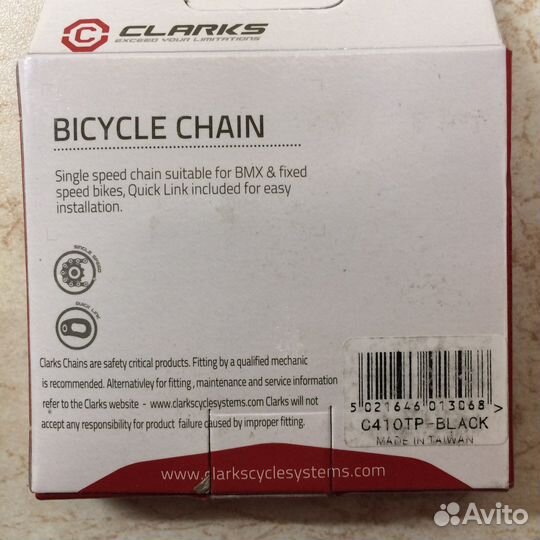 CLARKS
EXCEED YOUR LIMITATIONS
BICYCLE CHAIN
Single speed chain suitable for BMX & fixed
speed bikes, Quick Link included for easy
installation.
SINGLE SPEED
QUICK LINK
Clarks Chains are safety critical products. Fitting by a qualified mechanic
is recommended. Alternativley for fitting , maintenance and service information
refer to the Clarks website - www.clarkscyclesystems.com Clarks will not
accept any responsibility for product failure caused by improper fitting.
5 021646 013068 >
C410TP-BLACK
MADE IN TAIWAN
www.clarkscyclesystems.com
Avito